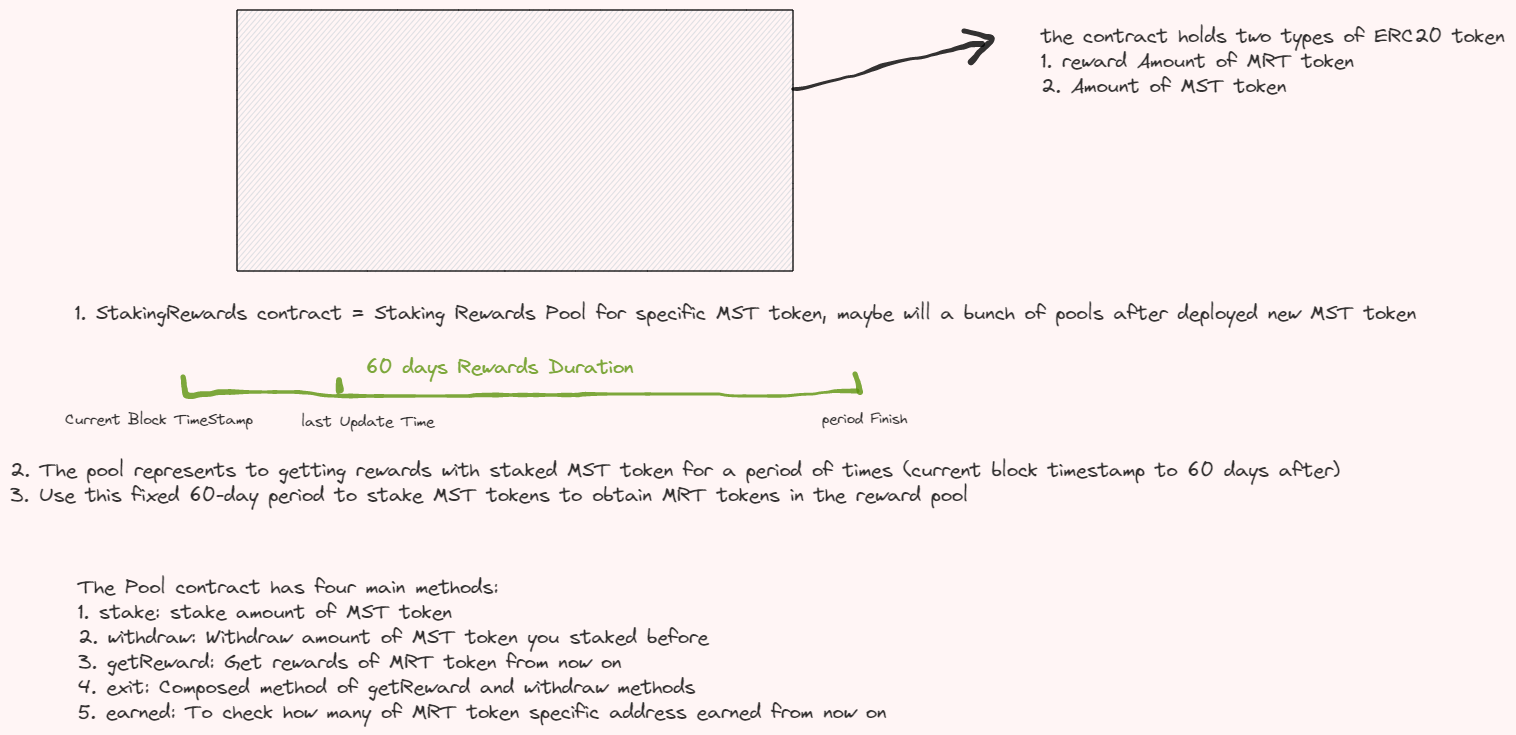 the contract holds two types of ERC20 token
1. reward Amount of MRT token
2. Amount of MST token
1. StakingRewards contract = Staking Rewards Pool for specific MST token, maybe will a bunch of pools after deployed new MST token
60 days Rewards Duration
Current Block TimeStamp
last Update Time
period Finish
2. The pool represents to getting rewards with staked MST token for a period of times (current block timestamp to 60 days after)
3. Use this fixed 60-day period to stake MST tokens to obtain MRT tokens in the reward pool
The Pool contract has four main methods:
1. stake: stake amount of MST token
2. withdraw: Withdraw amount of MST token you staked before
3. getReward: Get rewards of MRT token from now on
4. exit: Composed method of getReward and withdraw methods
5. earned: To check how many of MRT token specific address earned from now on